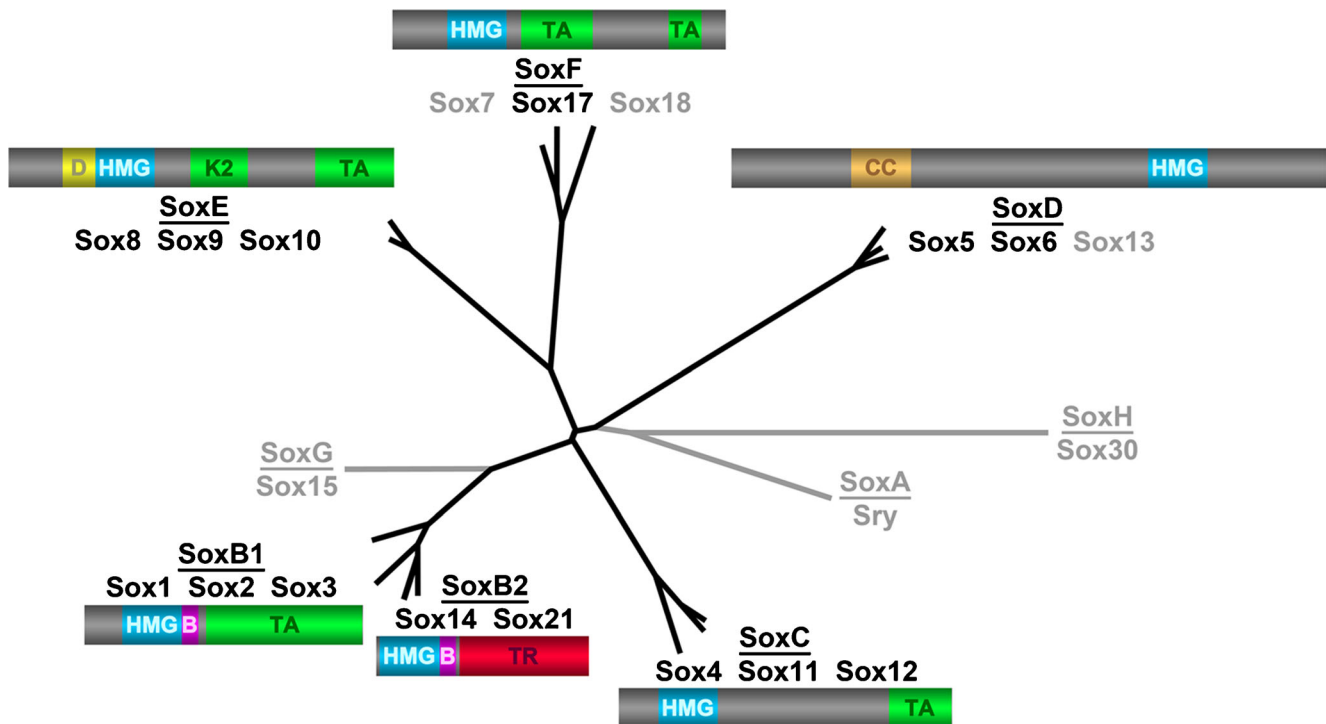 HMG TA TA
SoxF
Sox7 Sox17 Sox18
D HMG K2 TA
SoxE
Sox8 Sox9 Sox10
CC HMG
SoxD
Sox5 Sox6 Sox13
SoxH
Sox30
SoxG
Sox15
SoxA
Sry
SoxB1
Sox1 Sox2 Sox3
HMG B TA
SoxB2
Sox14 Sox21
HMG B TR
SoxC
Sox4 Sox11 Sox12
HMG TA